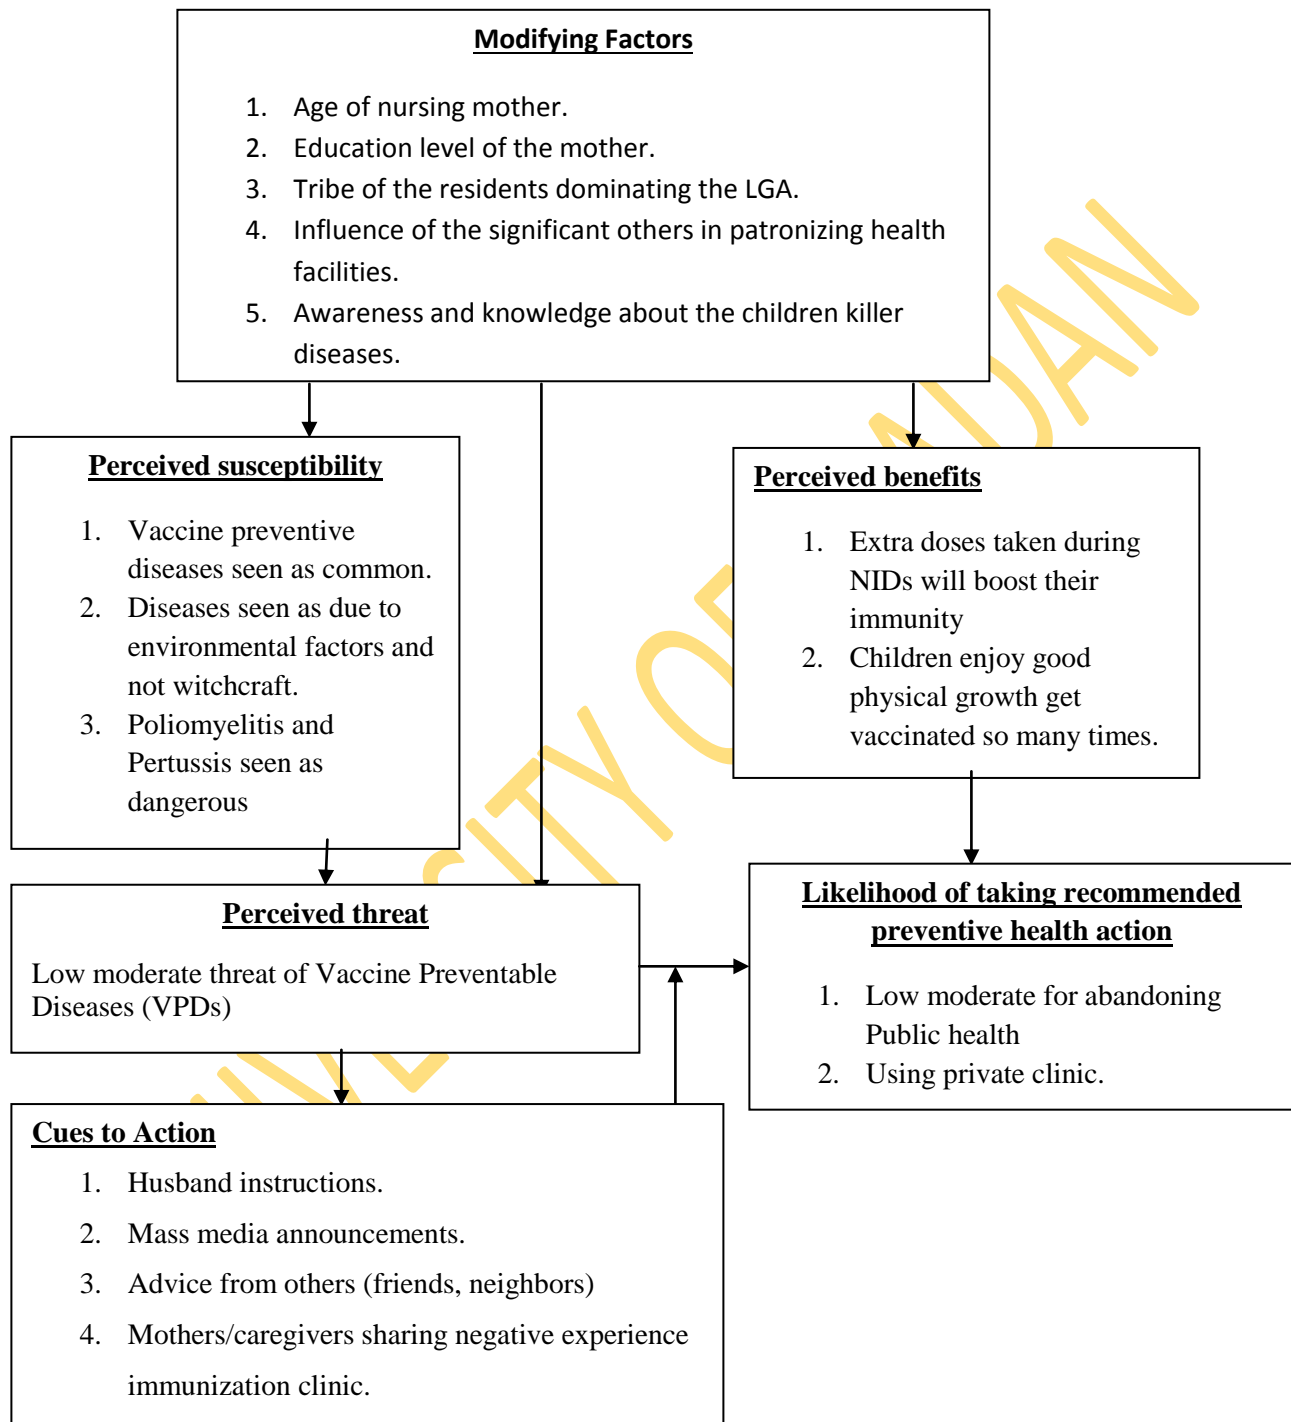 Modifying Factors
1. Age of nursing mother.
2. Education level of the mother.
3. Tribe of the residents dominating the LGA.
4. Influence of the significant others in patronizing health
facilities.
5. Awareness and knowledge about the children killer
diseases.
Perceived susceptibility
1. Vaccine preventive
diseases seen as common.
2. Diseases seen as due to
environmental factors and
not witchcraft.
3. Poliomyelitis and
Pertussis seen as
dangerous
Perceived benefits
1. Extra doses taken during
NIDs will boost their
immunity
2. Children enjoy good
physical growth get
vaccinated so many times.
Perceived threat
Low moderate threat of Vaccine Preventable
Diseases (VPDs)
Likelihood of taking recommended
preventive health action
1. Low moderate for abandoning
Public health
2. Using private clinic.
Cues to Action
1. Husband instructions.
2. Mass media announcements.
3. Advice from others (friends, neighbors)
4. Mothers/caregivers sharing negative experience
immunization clinic.